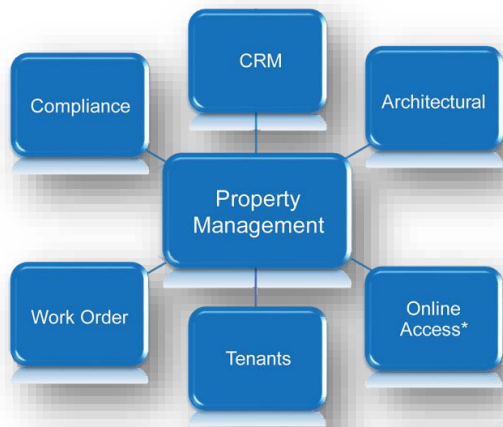 CRM
Compliance
Architectural
Property
Management
Work Order
Online
Access*
Tenants